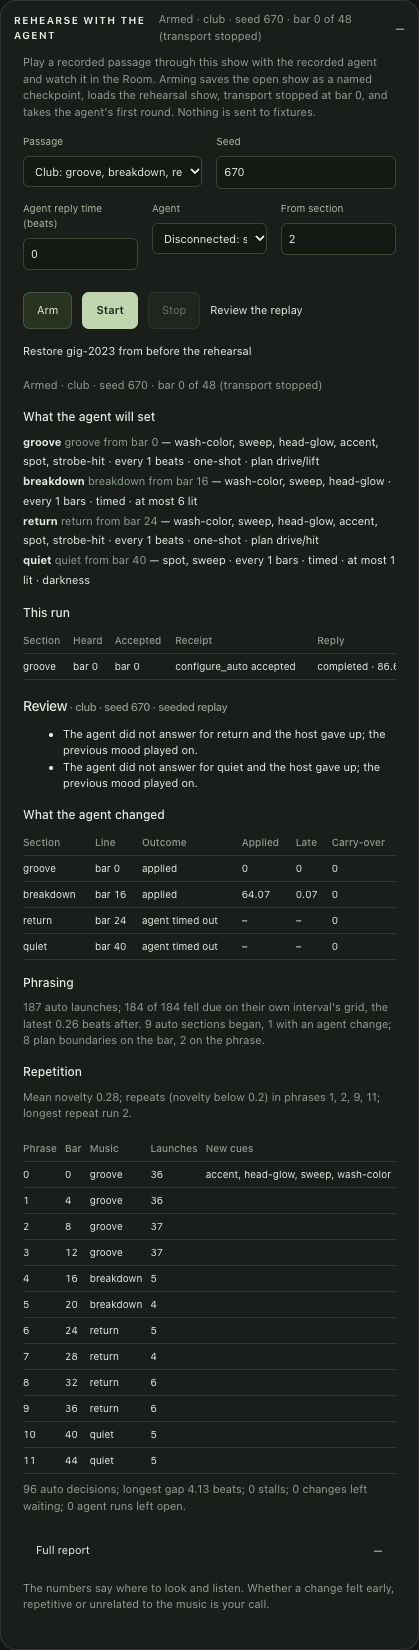 REHEARSE WITH THE AGENT
Armed · club · seed 670 · bar 0 of 48 (transport stopped)
Play a recorded passage through this show with the recorded agent
and watch it in the Room. Arming saves the open show as a named
checkpoint, loads the rehearsal show, transport stopped at bar 0, and
takes the agent's first round. Nothing is sent to fixtures.
Passage
Seed
Club: groove, breakdown, re
670
Agent reply time (beats)
Agent
From section
0
Disconnected: s
2
Arm
Start
Stop
Review the replay
Restore gig-2023 from before the rehearsal
Armed · club · seed 670 · bar 0 of 48 (transport stopped)
What the agent will set
groove groove from bar 0 — wash-color, sweep, head-glow, accent,
spot, strobe-hit · every 1 beats · one-shot · plan drive/lift
breakdown breakdown from bar 16 — wash-color, sweep, head-glow ·
every 1 bars · timed · at most 6 lit
return return from bar 24 — wash-color, sweep, head-glow, accent,
spot, strobe-hit · every 1 beats · one-shot · plan drive/hit
quiet quiet from bar 40 — spot, sweep · every 1 bars · timed · at most 1
lit · darkness
This run
Section Heard Accepted Receipt Reply
groove bar 0 bar 0 configure_auto accepted completed · 86.6
Review · club · seed 670 · seeded replay
• The agent did not answer for return and the host gave up; the
previous mood played on.
• The agent did not answer for quiet and the host gave up; the
previous mood played on.
What the agent changed
Section Line Outcome Applied Late Carry-over
groove bar 0 applied 0 0 0
breakdown bar 16 applied 64.07 0.07 0
return bar 24 agent timed out – – 0
quiet bar 40 agent timed out – – 0
Phrasing
187 auto launches; 184 of 184 fell due on their own interval's grid, the
latest 0.26 beats after. 9 auto sections began, 1 with an agent change;
8 plan boundaries on the bar, 2 on the phrase.
Repetition
Mean novelty 0.28; repeats (novelty below 0.2) in phrases 1, 2, 9, 11;
longest repeat run 2.
Phrase Bar Music Launches New cues
0 0 groove 36 accent, head-glow, sweep, wash-color
1 4 groove 36
2 8 groove 37
3 12 groove 37
4 16 breakdown 5
5 20 breakdown 4
6 24 return 5
7 28 return 4
8 32 return 6
9 36 return 6
10 40 quiet 5
11 44 quiet 5
96 auto decisions; longest gap 4.13 beats; 0 stalls; 0 changes left
waiting; 0 agent runs left open.
Full report
The numbers say where to look and listen. Whether a change felt early,
repetitive or unrelated to the music is your call.